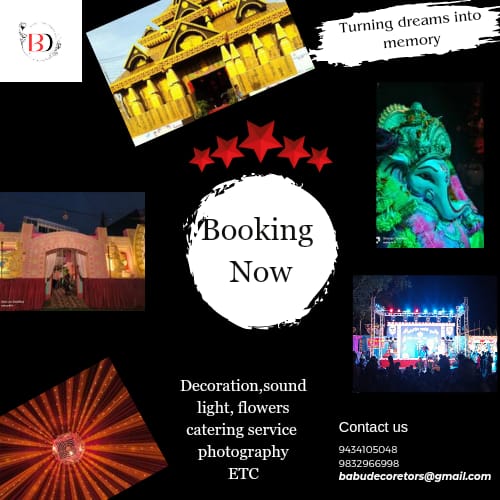 BD
Turning dreams into
memory
Booking
Now
Decoration,sound
light, flowers
catering service
photography
ETC
Contact us
9434105048
9832966998
babudecoretors@gmail.com